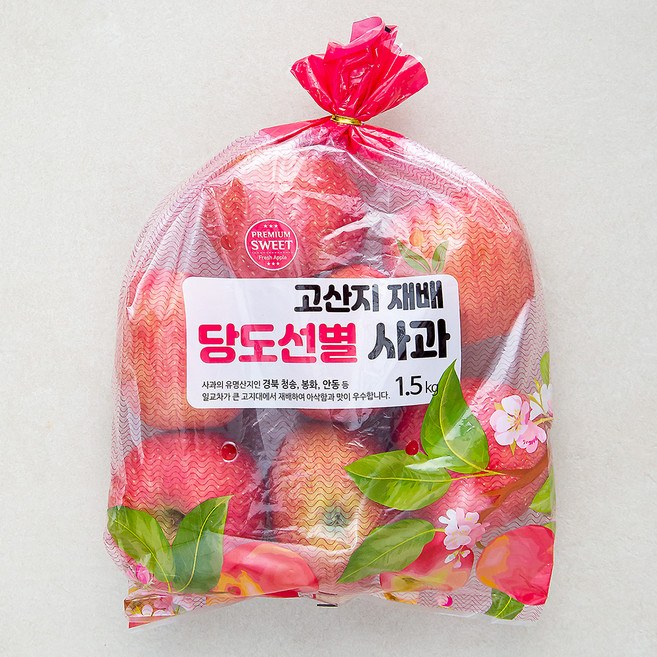 PREMIUM
SWEET
Fresh Apple
고산지 재배
당도선별 사과
사과의 유명산지인 경북 청송, 봉화, 안동 등
일교차가 큰 고지대에서 재배하여 아삭함과 맛이 우수합니다.
1.5kg